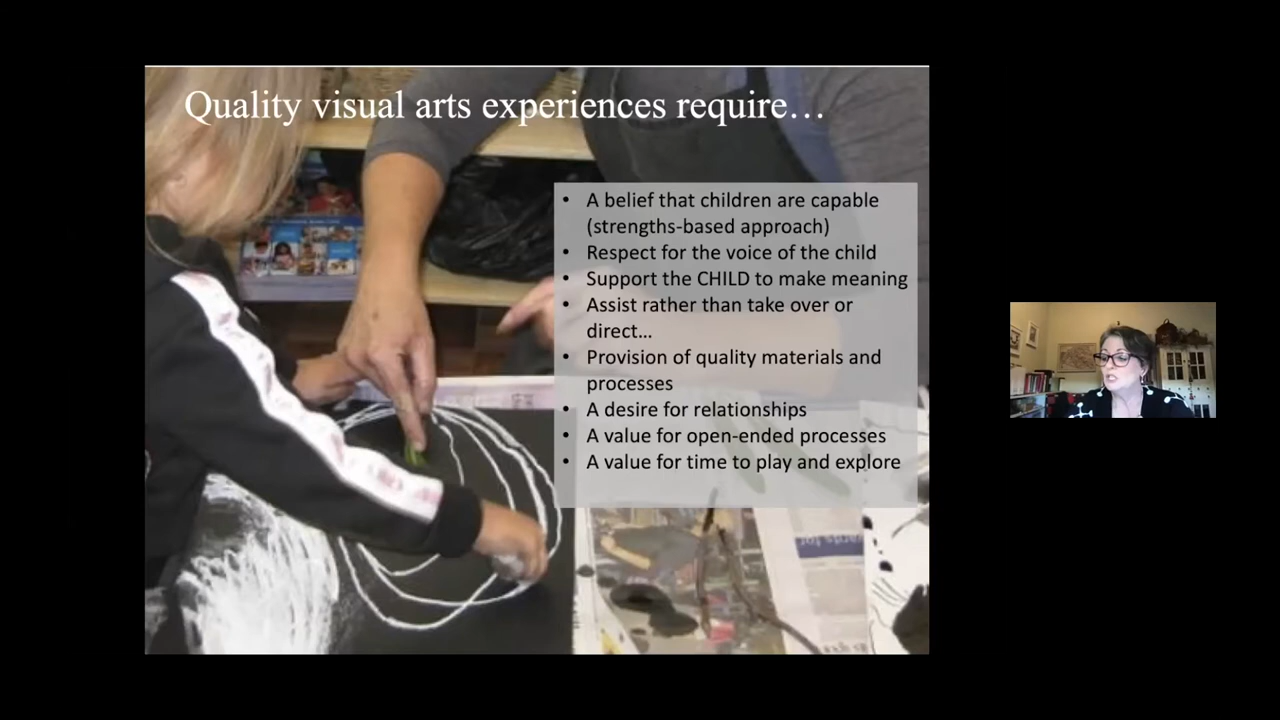 Quality visual arts experiences require…
• A belief that children are capable
(strengths-based approach)
• Respect for the voice of the child
• Support the CHILD to make meaning
• Assist rather than take over or
direct…
• Provision of quality materials and
processes
• A desire for relationships
• A value for open-ended processes
• A value for time to play and explore